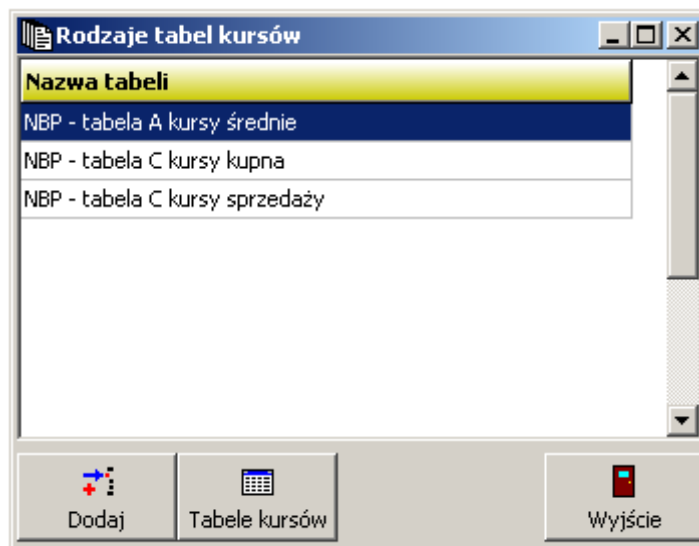 Rodzaje tabel kursów
Nazwa tabeli
NBP - tabela A kursy średnie
NBP - tabela C kursy kupna
NBP - tabela C kursy sprzedaży
Dodaj
Tabele kursów
Wyjście